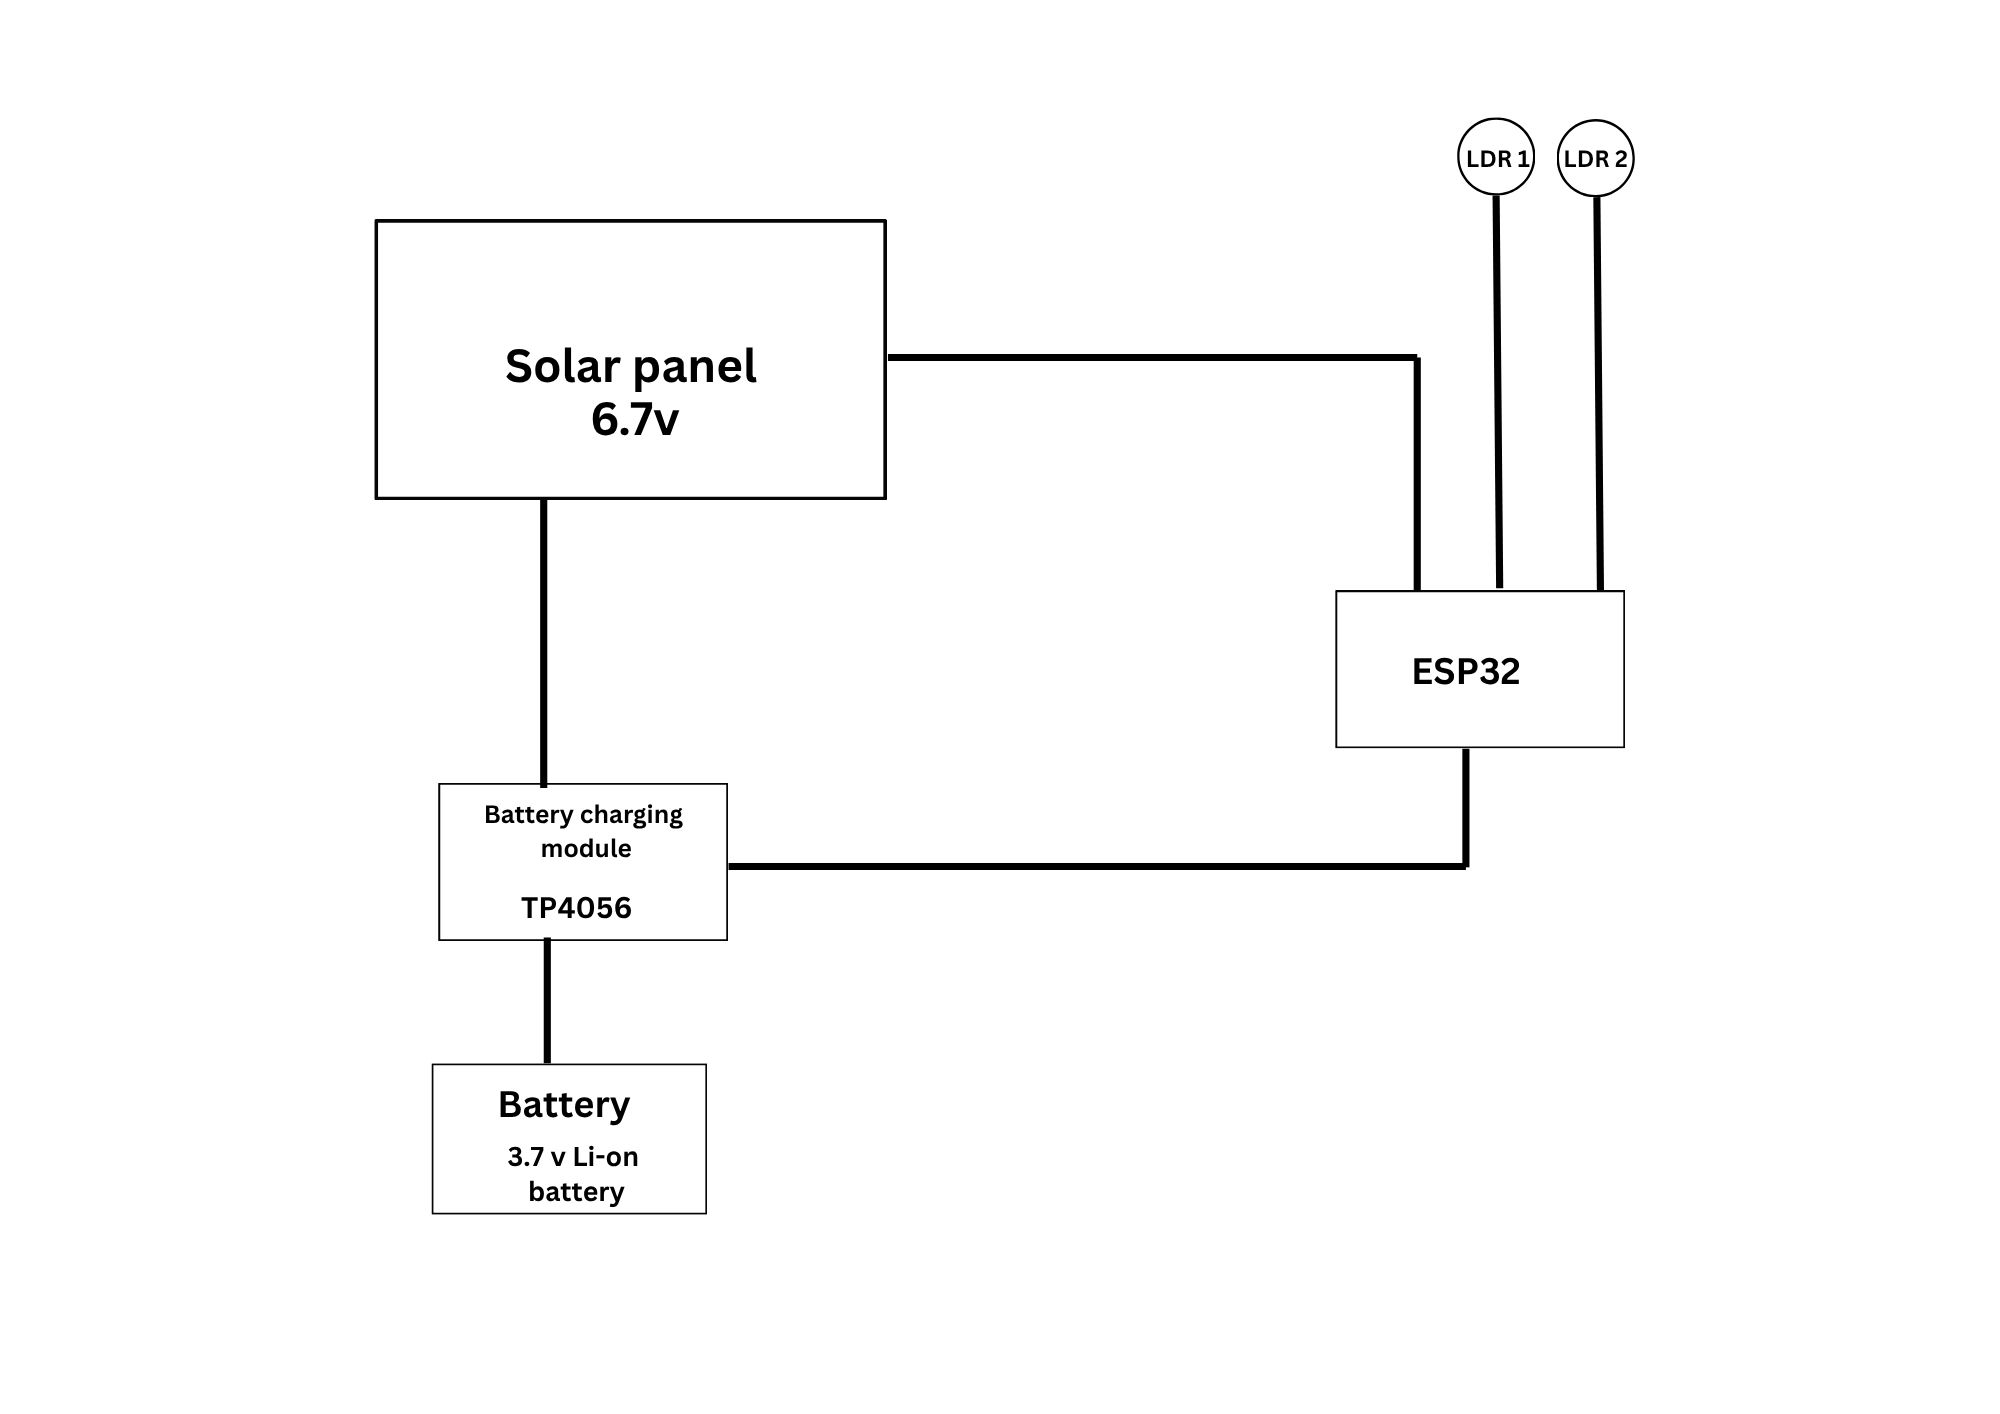 LDR 1
LDR 2
Solar panel
6.7v
ESP32
Battery charging
module
TP4056
Battery
3.7 v Li-on
battery